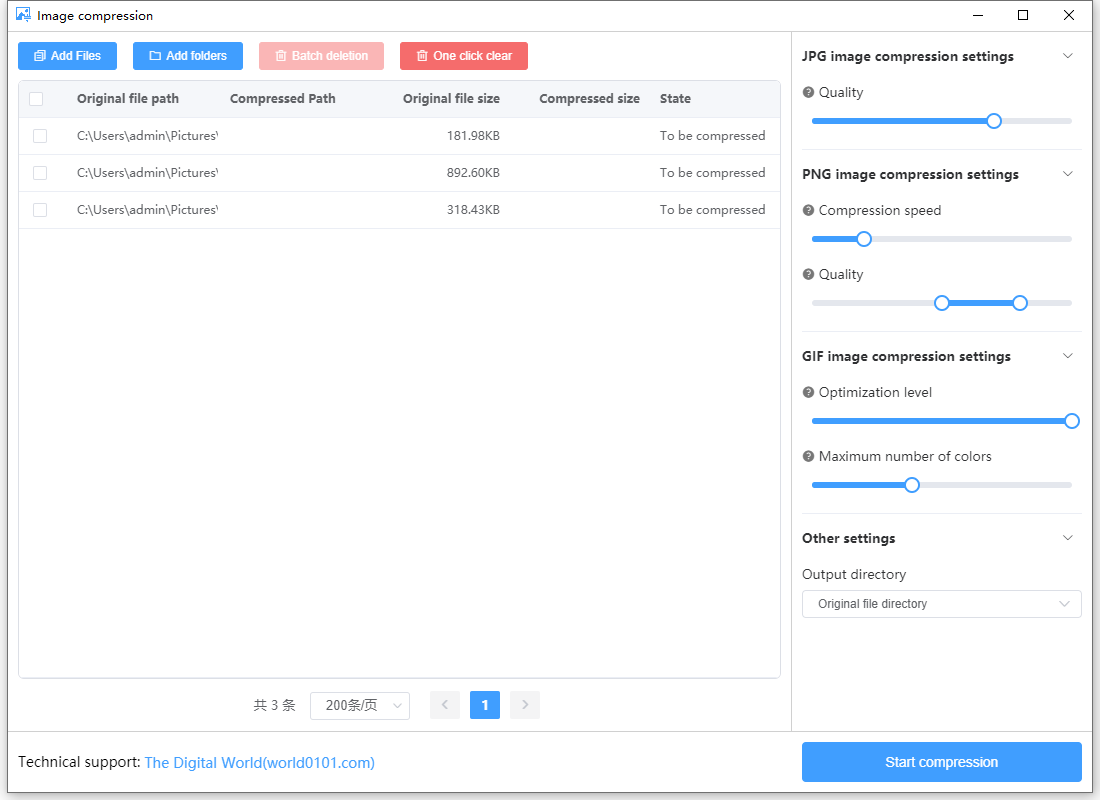 Image compression
Add Files Add folders Batch deletion One click clear
Original file path Compressed Path Original file size Compressed size State
C:\Users\admin\Pictures\ 181.98KB To be compressed
C:\Users\admin\Pictures\ 892.60KB To be compressed
C:\Users\admin\Pictures\ 318.43KB To be compressed
共 3 条 200条/页 1
JPG image compression settings
Quality
PNG image compression settings
Compression speed
Quality
GIF image compression settings
Optimization level
Maximum number of colors
Other settings
Output directory
Original file directory
Technical support: The Digital World(world0101.com)
Start compression